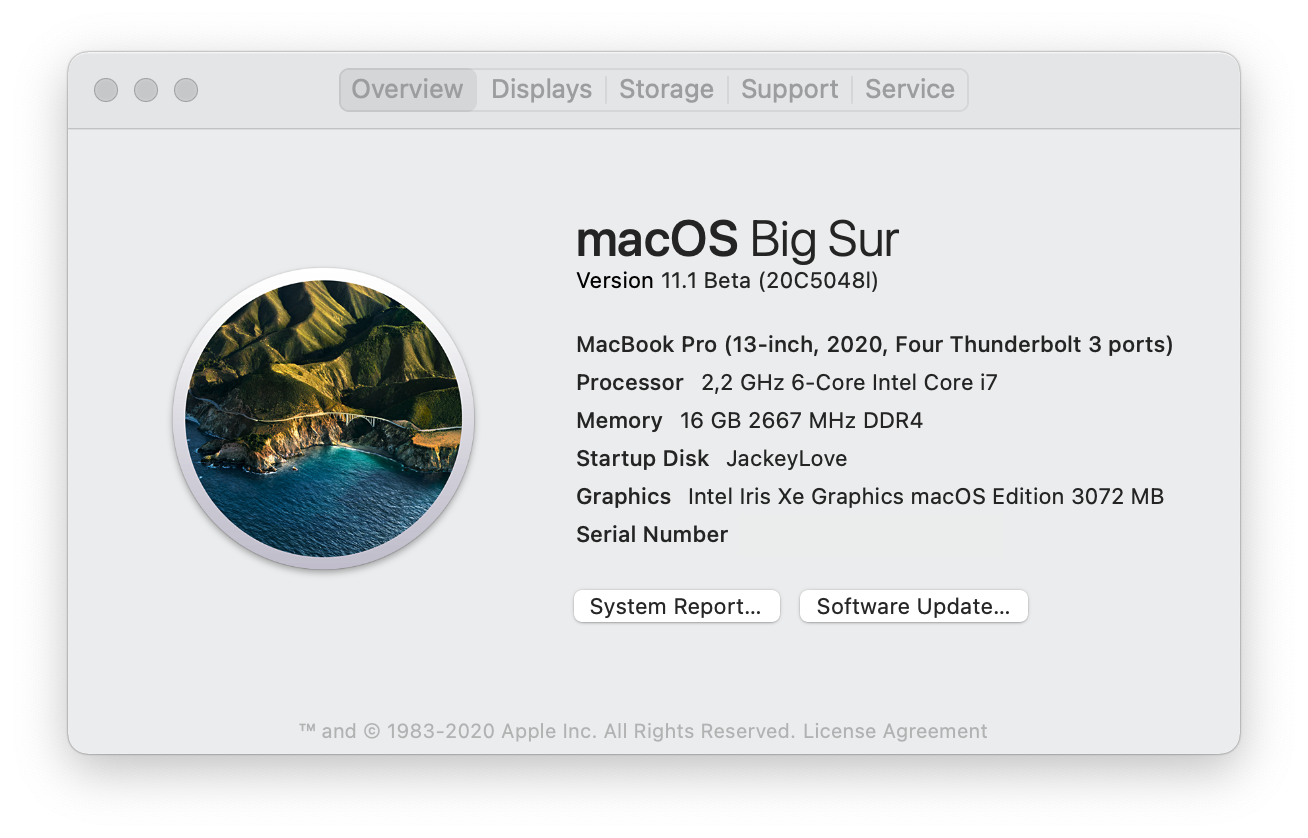 Overview Displays Storage Support Service
macOS Big Sur
Version 11.1 Beta (20C5048l)
MacBook Pro (13-inch, 2020, Four Thunderbolt 3 ports)
Processor 2,2 GHz 6-Core Intel Core i7
Memory 16 GB 2667 MHz DDR4
Startup Disk JackeyLove
Graphics Intel Iris Xe Graphics macOS Edition 3072 MB
Serial Number
System Report...
Software Update...
™ and © 1983-2020 Apple Inc. All Rights Reserved. License Agreement